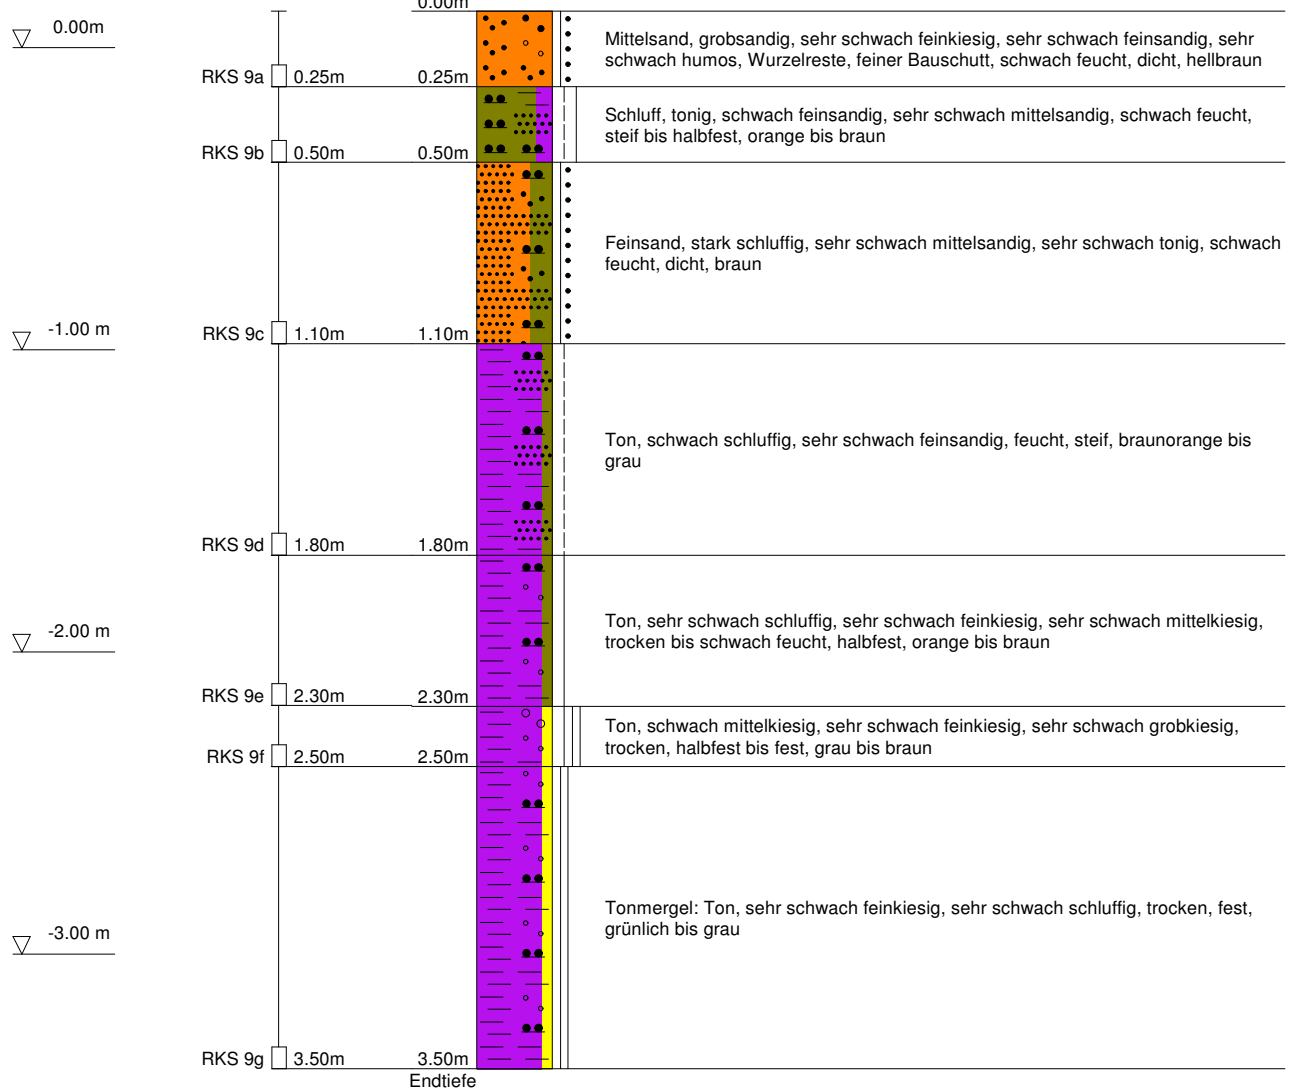 0.00m
0.00m
Mittelsand, grobsandig, sehr schwach feinkiesig, sehr schwach feinsandig, sehr
schwach humos, Wurzelreste, feiner Bauschutt, schwach feucht, dicht, hellbraun
RKS 9a 0.25m 0.25m
Schluff, tonig, schwach feinsandig, sehr schwach mittelsandig, schwach feucht,
steif bis halbfest, orange bis braun
RKS 9b 0.50m 0.50m
Feinsand, stark schluffig, sehr schwach mittelsandig, sehr schwach tonig, schwach
feucht, dicht, braun
-1.00 m
RKS 9c 1.10m 1.10m
Ton, schwach schluffig, sehr schwach feinsandig, feucht, steif, braunorange bis
grau
RKS 9d 1.80m 1.80m
-2.00 m
Ton, sehr schwach schluffig, sehr schwach feinkiesig, sehr schwach mittelkiesig,
trocken bis schwach feucht, halbfest, orange bis braun
RKS 9e 2.30m 2.30m
Ton, schwach mittelkiesig, sehr schwach feinkiesig, sehr schwach grobkiesig,
trocken, halbfest bis fest, grau bis braun
RKS 9f 2.50m 2.50m
Tonmergel: Ton, sehr schwach feinkiesig, sehr schwach schluffig, trocken, fest,
grünlich bis grau
-3.00 m
RKS 9g 3.50m 3.50m
Endtiefe